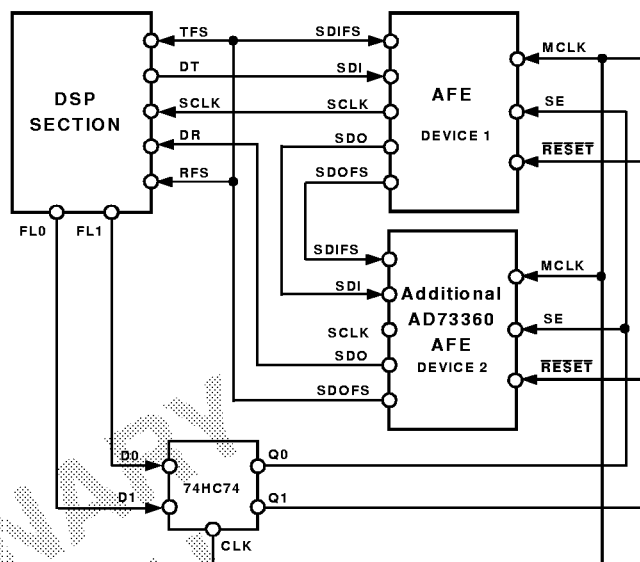 TFS
SDIFS
DT
SDI
MCLK
DSP
SECTION
SCLK
SCLK
AFE
SE
DR
SDO
DEVICE 1
RESET
RFS
SDOFS
FL0
FL1
SDIFS
MCLK
SDI
Additional
AD73360
AFE
DEVICE 2
SCLK
SE
SDO
RESET
SDOFS
D0
Q0
74HC74
D1
Q1
CLK